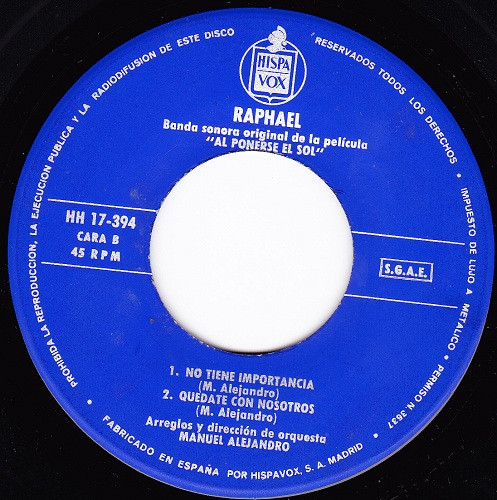 PROHIBIDA LA REPRODUCCION, LA EJECUCION PUBLICA Y LA RADIODIFUSION DE ESTE DISCO
RESERVADOS TODOS LOS DERECHOS
IMPUESTO DE LUJO A METALICO • PERMISO N. 3637
HISPA
VOX
RAPHAEL
Banda sonora original de la película
"AL PONERSE EL SOL"
HH 17-394
CARA B
45 RPM
S.G.A.E.
1. NO TIENE IMPORTANCIA
(M. Alejandro)
2. QUEDATE CON NOSOTROS
(M. Alejandro)
Arreglos y dirección de orquesta
MANUEL ALEJANDRO
FABRICADO EN ESPAÑA POR HISPAVOX, S. A. MADRID